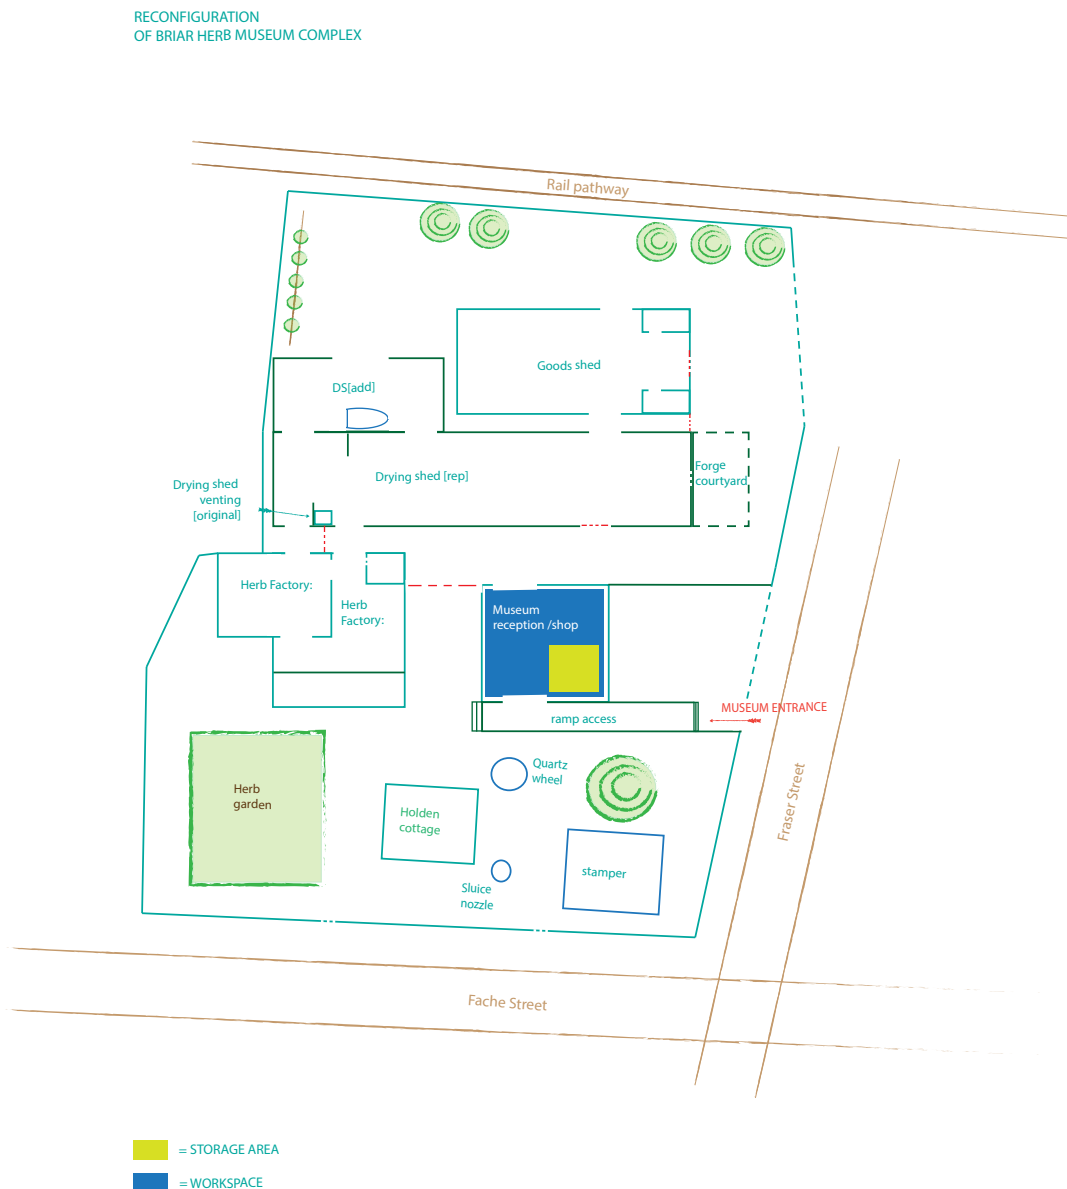 RECONFIGURATION
OF BRIAR HERB MUSEUM COMPLEX
Rail pathway
Goods shed
DS[add]
Drying shed [rep]
Forge
courtyard
Drying shed
venting
[original]
Herb Factory:
Herb
Factory:
Museum
reception /shop
MUSEUM ENTRANCE
ramp access
Quartz
wheel
Herb
garden
Holden
cottage
Fraser Street
stamper
Sluice
nozzle
Fache Street
= STORAGE AREA
= WORKSPACE